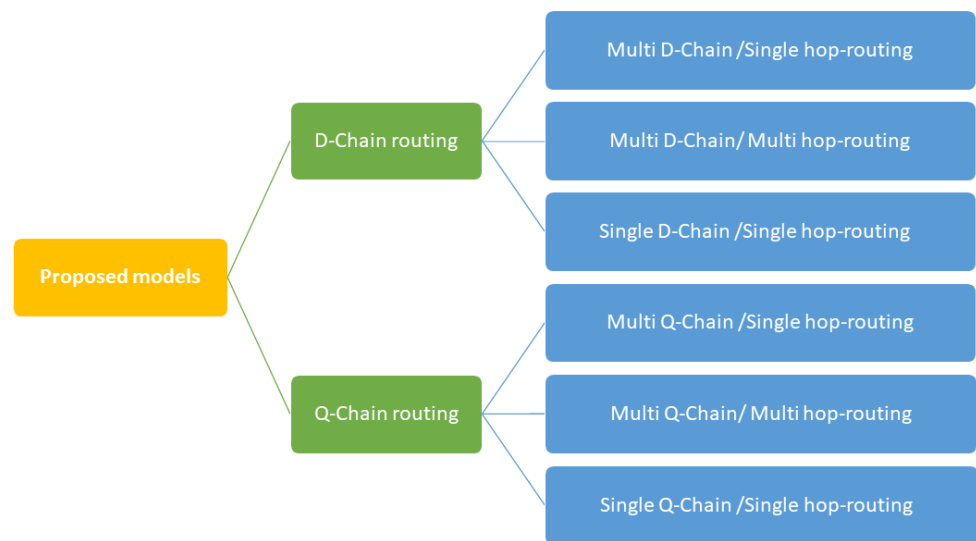 Proposed models
D-Chain routing
Multi D-Chain /Single hop-routing
Multi D-Chain/ Multi hop-routing
Single D-Chain /Single hop-routing
Q-Chain routing
Multi Q-Chain /Single hop-routing
Multi Q-Chain/ Multi hop-routing
Single Q-Chain /Single hop-routing